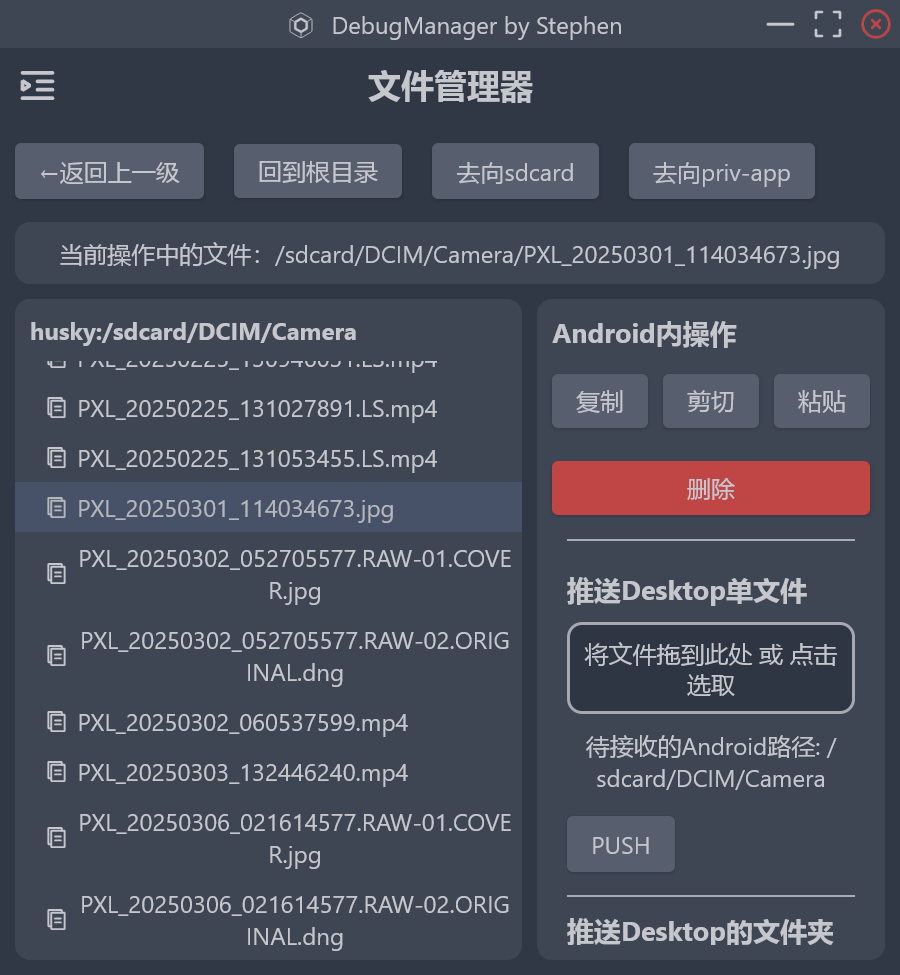 DebugManager by Stephen
文件管理器
←返回上一级
回到根目录
去向sdcard
去向priv-app
当前操作中的文件：/sdcard/DCIM/Camera/PXL_20250301_114034673.jpg
husky:/sdcard/DCIM/Camera
PXL_20250225_131027891.LS.mp4
PXL_20250225_131053455.LS.mp4
PXL_20250301_114034673.jpg
PXL_20250302_052705577.RAW-01.COVE
R.jpg
PXL_20250302_052705577.RAW-02.ORIG
INAL.dng
PXL_20250302_060537599.mp4
PXL_20250303_132446240.mp4
PXL_20250306_021614577.RAW-01.COVE
R.jpg
PXL_20250306_021614577.RAW-02.ORIG
INAL.dng
Android内操作
复制
剪切
粘贴
删除
推送Desktop单文件
将文件拖到此处 或 点击
选取
待接收的Android路径: /
sdcard/DCIM/Camera
PUSH
推送Desktop的文件夹